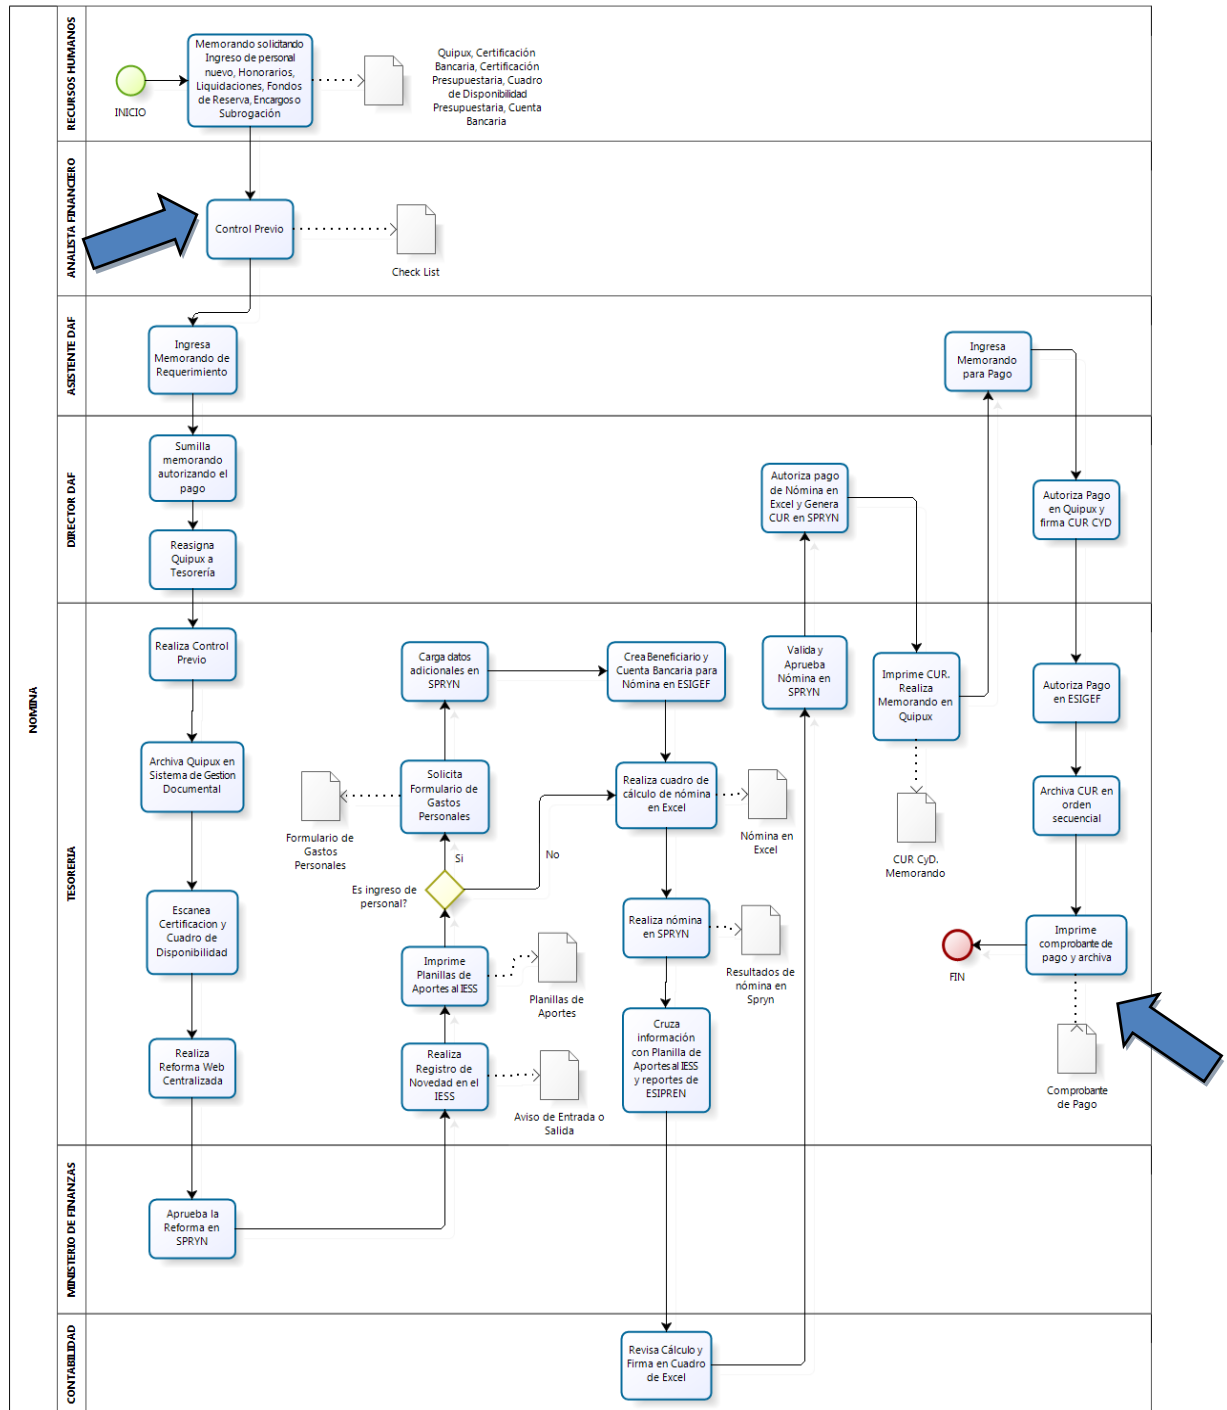 NOMINA
RECURSOS HUMANOS
INICIO
Memorando solicitando
Ingreso de personal
nuevo, Honorarios,
Liquidaciones, Fondos
de Reserva, Encargos o
Subrogación
Quipux, Certificación
Bancaria, Certificación
Presupuestaria, Cuadro
de Disponibilidad
Presupuestaria, Cuenta
Bancaria
ANALISTA FINANCIERO
Control Previo
Check List
ASISTENTE DAF
Ingresa
Memorando de
Requerimiento
Ingresa
Memorando
para Pago
DIRECTOR DAF
Sumilla
memorando
autorizando el
pago
Reasigna
Quipux a
Tesorería
Autoriza pago
de Nómina en
Excel y Genera
CUR en SPRYN
Autoriza Pago
en Quipux y
firma CUR CYD
TESORERIA
Realiza Control
Previo
Archiva Quipux en
Sistema de Gestion
Documental
Escanea
Certificacion y
Cuadro de
Disponibilidad
Realiza
Reforma Web
Centralizada
Carga datos
adicionales en
SPRYN
Solicita
Formulario de
Gastos
Personales
Formulario de
Gastos
Personales
Si
No
Es ingreso de
personal?
Imprime
Planillas de
Aportes al IESS
Planillas de
Aportes
Realiza
Registro de
Novedad en el
IESS
Aviso de Entrada o
Salida
Crea Beneficiario y
Cuenta Bancaria para
Nómina en ESIGEF
Realiza cuadro de
cálculo de nómina
en Excel
Nómina en
Excel
Realiza nómina
en SPRYN
Resultados de
nómina en
Spryn
Cruza
información
con Planilla de
Aportes al IESS
y reportes de
ESIPREN
Valida y
Aprueba
Nómina en
SPRYN
Imprime CUR.
Realiza
Memorando en
Quipux
CUR CyD.
Memorando
Autoriza Pago
en ESIGEF
Archiva CUR en
orden
secuencial
Imprime
comprobante de
pago y archiva
FIN
Comprobante
de Pago
MINISTERIO DE FINANZAS
Aprueba la
Reforma en
SPRYN
CONTABILIDAD
Revisa Cálculo y
Firma en Cuadro
de Excel